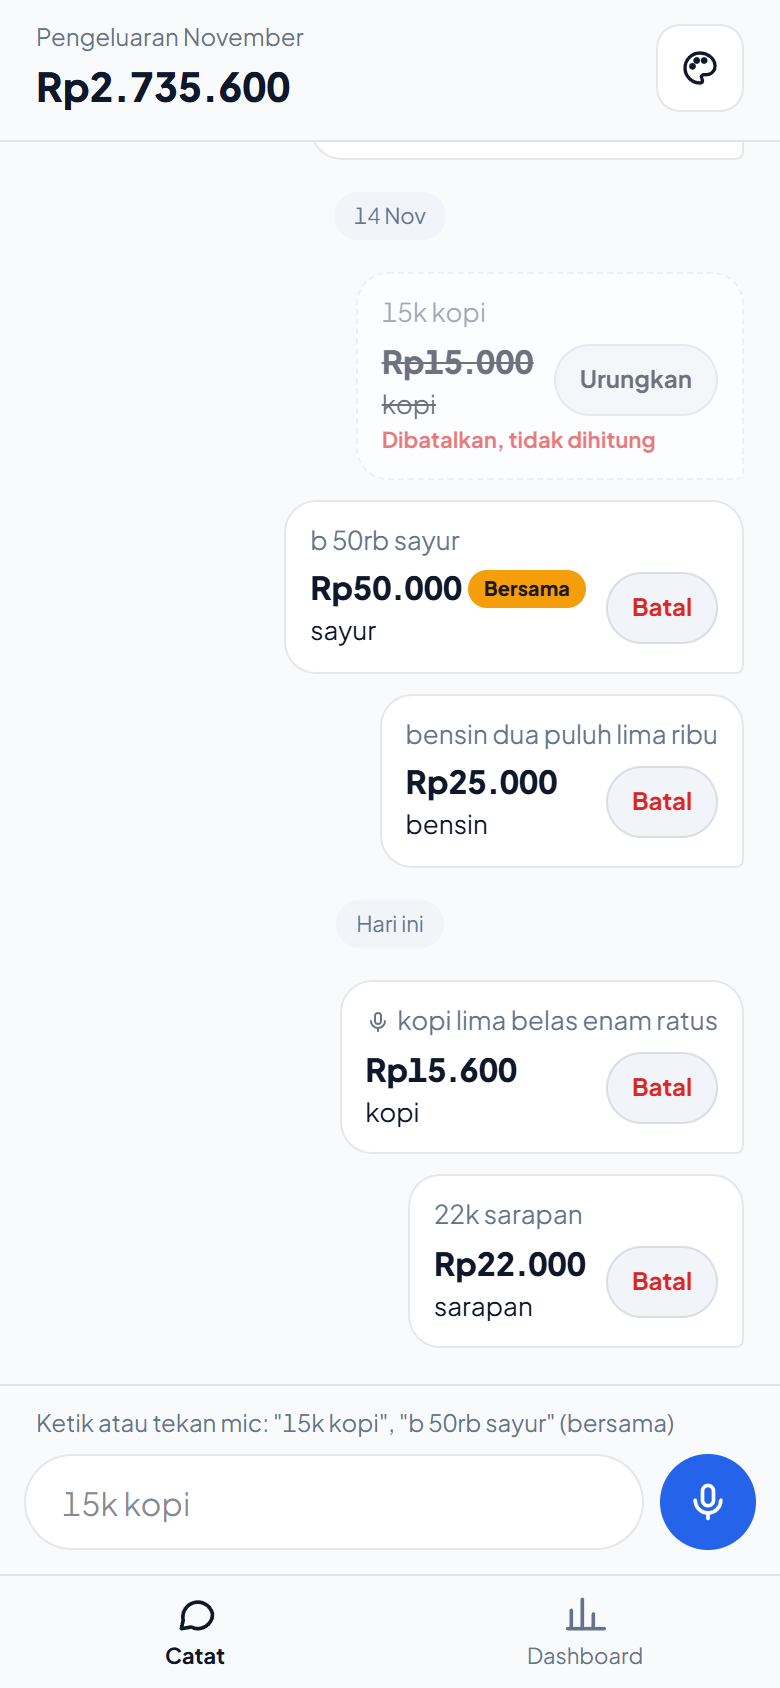 Pengeluaran November
Rp2.735.600
14 Nov
15k kopi
Rp15.000
kopi
Urungkan
Dibatalkan, tidak dihitung
b 50rb sayur
Rp50.000 Bersama
sayur
Batal
bensin dua puluh lima ribu
Rp25.000
bensin
Batal
Hari ini
kopi lima belas enam ratus
Rp15.600
kopi
Batal
22k sarapan
Rp22.000
sarapan
Batal
Ketik atau tekan mic: "15k kopi", "b 50rb sayur" (bersama)
15k kopi
Catat
Dashboard